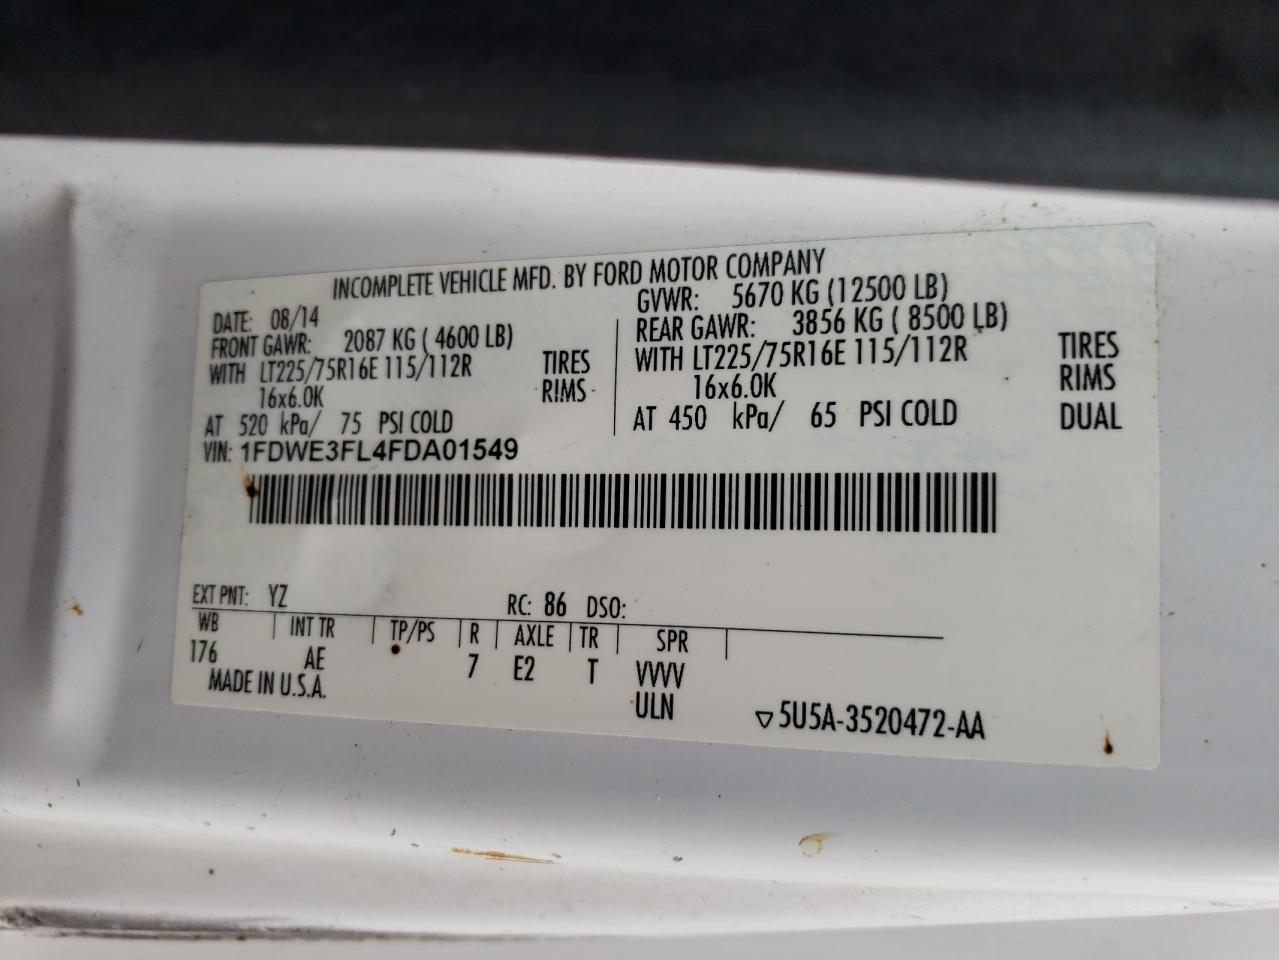 INCOMPLETE VEHICLE MFD. BY FORD MOTOR COMPANY
DATE: 08/14 GVWR: 5670 KG (12500 LB)
FRONT GAWR: 2087 KG ( 4600 LB) REAR GAWR: 3856 KG ( 8500 LB)
WITH LT225/75R16E 115/112R TIRES WITH LT225/75R16E 115/112R TIRES
16x6.0K RIMS 16x6.0K RIMS
AT 520 kPa/ 75 PSI COLD AT 450 kPa/ 65 PSI COLD DUAL
VIN: 1FDWE3FL4FDA01549
EXT PNT: YZ RC: 86 DSO:
WB INT TR TP/PS R AXLE TR SPR
176 AE 7 E2 T VVVV
MADE IN U.S.A. ULN
5U5A-3520472-AA